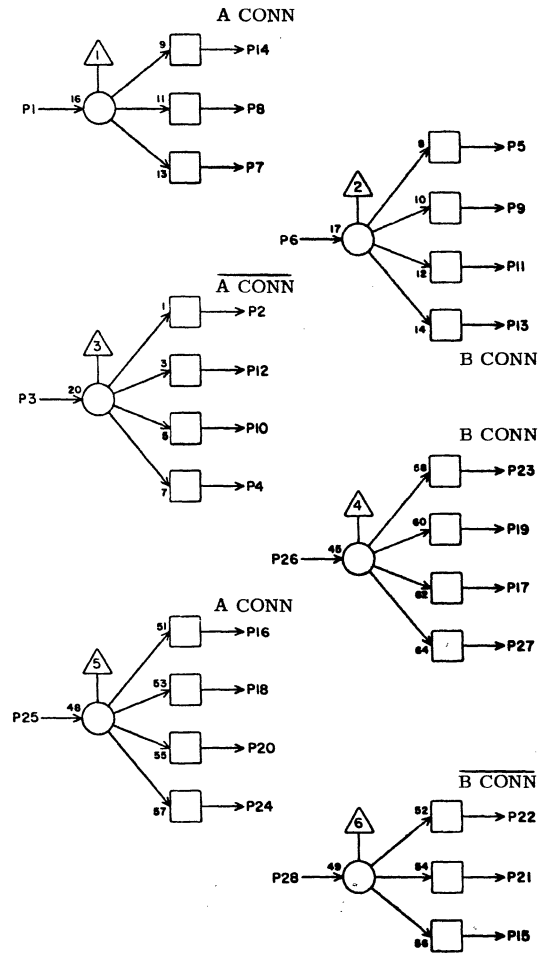 A CONN
1
9
P14
P1
16
11
P8
13
P7
2
8
P5
10
P9
P6
17
12
P11
14
P13
B CONN
A CONN
3
1
P2
3
P12
P3
20
5
P10
7
P4
B CONN
4
58
P23
60
P19
P26
45
62
P17
64
P27
A CONN
5
51
P16
53
P18
P25
48
55
P20
57
P24
B CONN
6
52
P22
P28
49
54
P21
56
P15